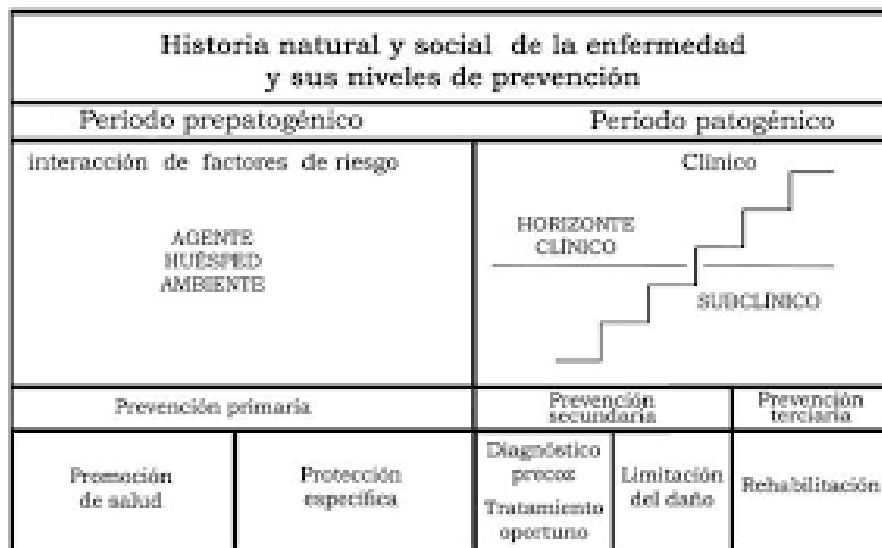 Historia natural y social de la enfermedad
y sus niveles de prevención
Periodo prepatogénico
Período patogénico
interacción de factores de riesgo
AGENTE
HUÉSPED
AMBIENTE
Clínico
HORIZONTE
CLÍNICO
SUBCLÍNICO
Prevención primaria
Prevención
secundaria
Prevención
terciaria
Promoción
de salud
Protección
específica
Diagnóstico
precoz
Tratamiento
oportuno
Limitación
del daño
Rehabilitación